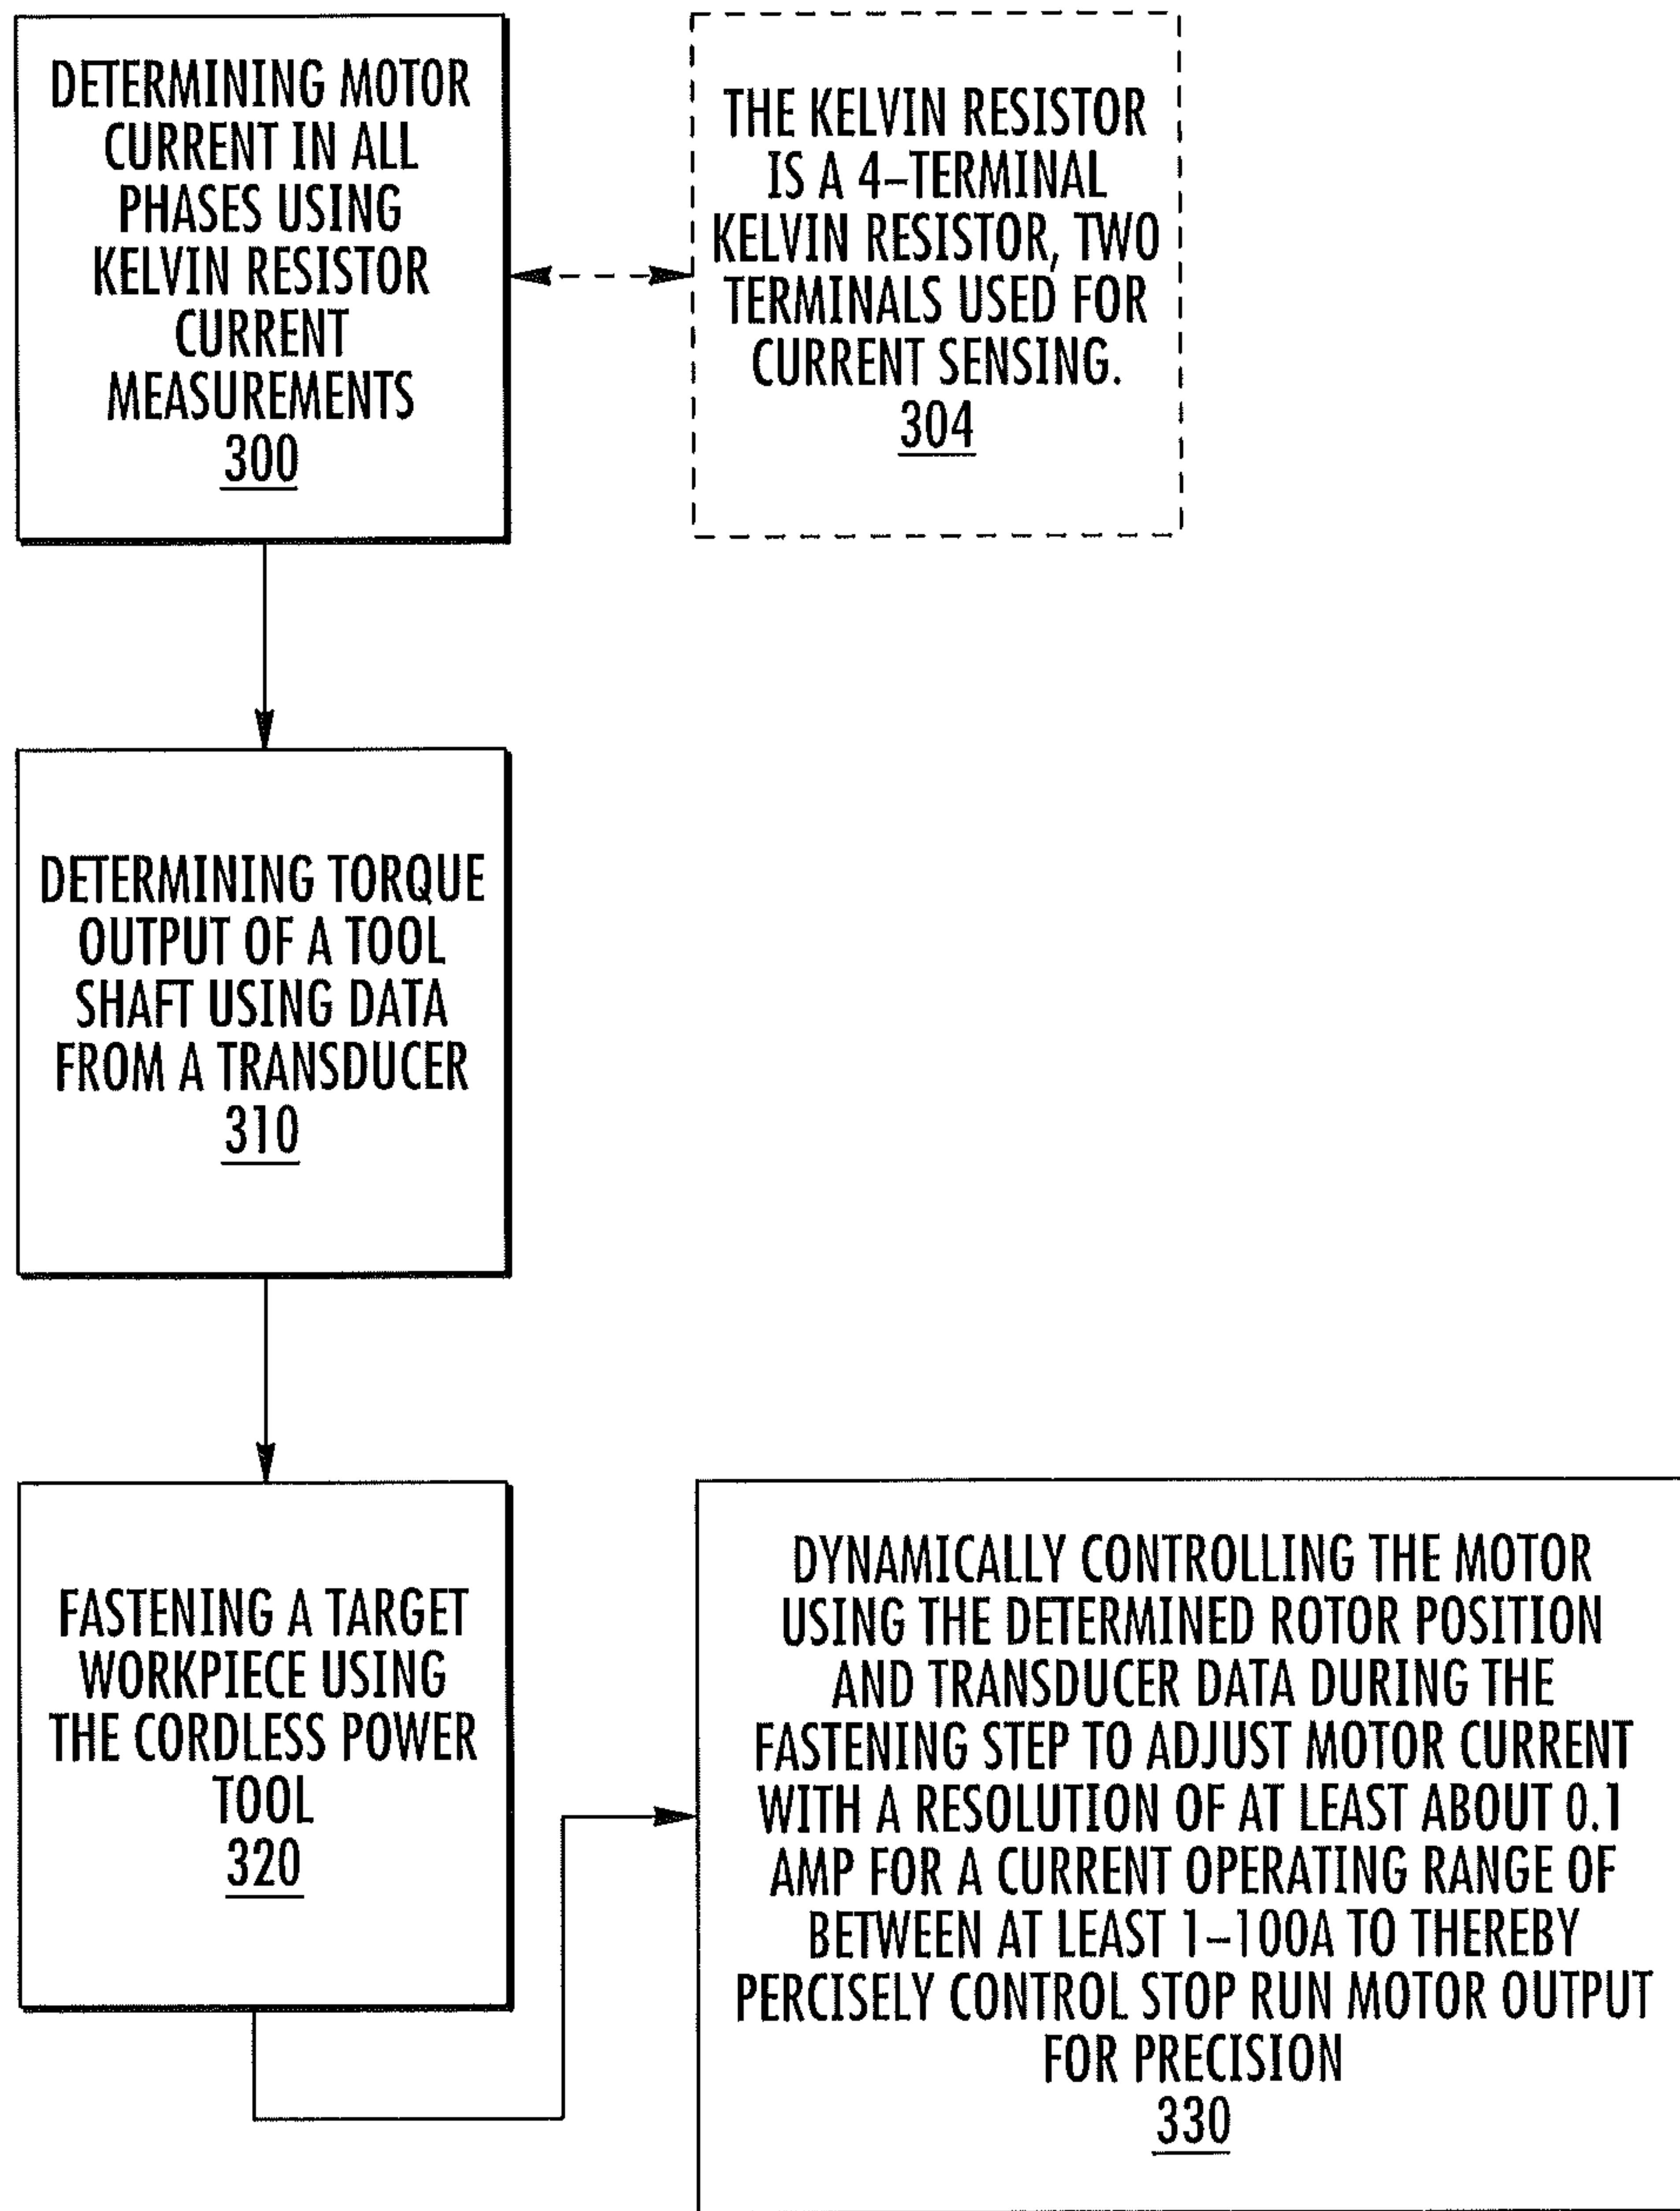 DETERMINING MOTOR
CURRENT IN ALL
PHASES USING
KELVIN RESISTOR
CURRENT
MEASUREMENTS
300
THE KELVIN RESISTOR
IS A 4-TERMINAL
KELVIN RESISTOR, TWO
TERMINALS USED FOR
CURRENT SENSING.
304
DETERMINING TORQUE
OUTPUT OF A TOOL
SHAFT USING DATA
FROM A TRANSDUCER
310
FASTENING A TARGET
WORKPIECE USING
THE CORDLESS POWER
TOOL
320
DYNAMICALLY CONTROLLING THE MOTOR
USING THE DETERMINED ROTOR POSITION
AND TRANSDUCER DATA DURING THE
FASTENING STEP TO ADJUST MOTOR CURRENT
WITH A RESOLUTION OF AT LEAST ABOUT 0.1
AMP FOR A CURRENT OPERATING RANGE OF
BETWEEN AT LEAST 1-100A TO THEREBY
PERCISELY CONTROL STOP RUN MOTOR OUTPUT
FOR PRECISION
330